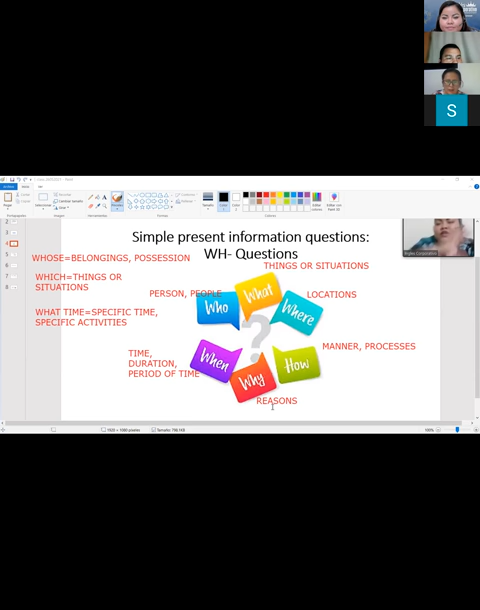 S
Simple present information questions:
WH- Questions
WHOSE=BELONGINGS, POSSESSION
THINGS OR SITUATIONS
WHICH=THINGS OR
SITUATIONS
PERSON, PEOPLE
LOCATIONS
What
Who
Where
WHAT TIME=SPECIFIC TIME,
SPECIFIC ACTIVITIES
?
MANNER, PROCESSES
TIME,
DURATION,
PERIOD OF TIME
When
How
Why
REASONS
100%